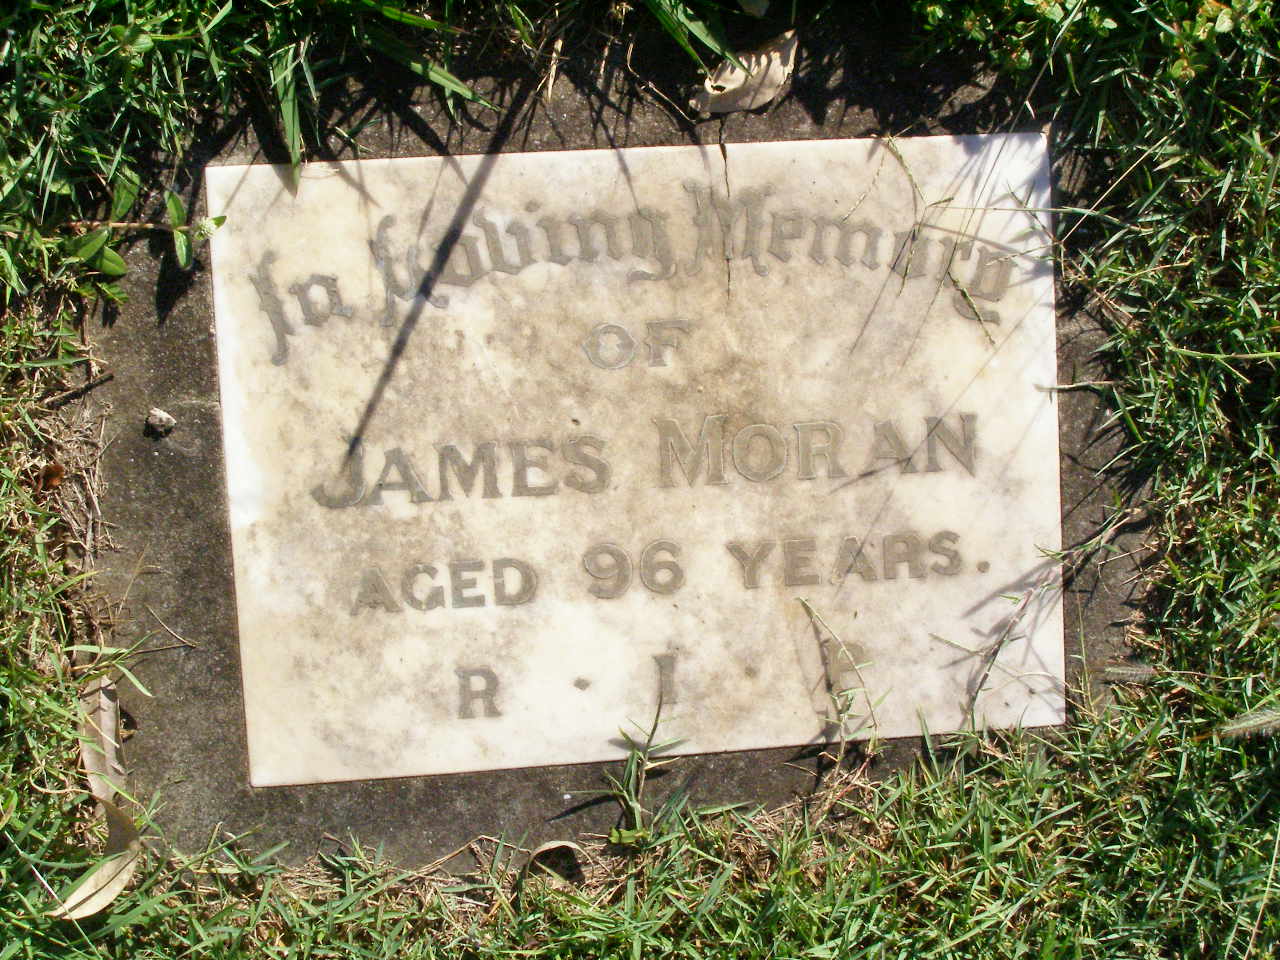 In Loving Memory
OF
JAMES MORAN
AGED 96 YEARS.
R · I · P